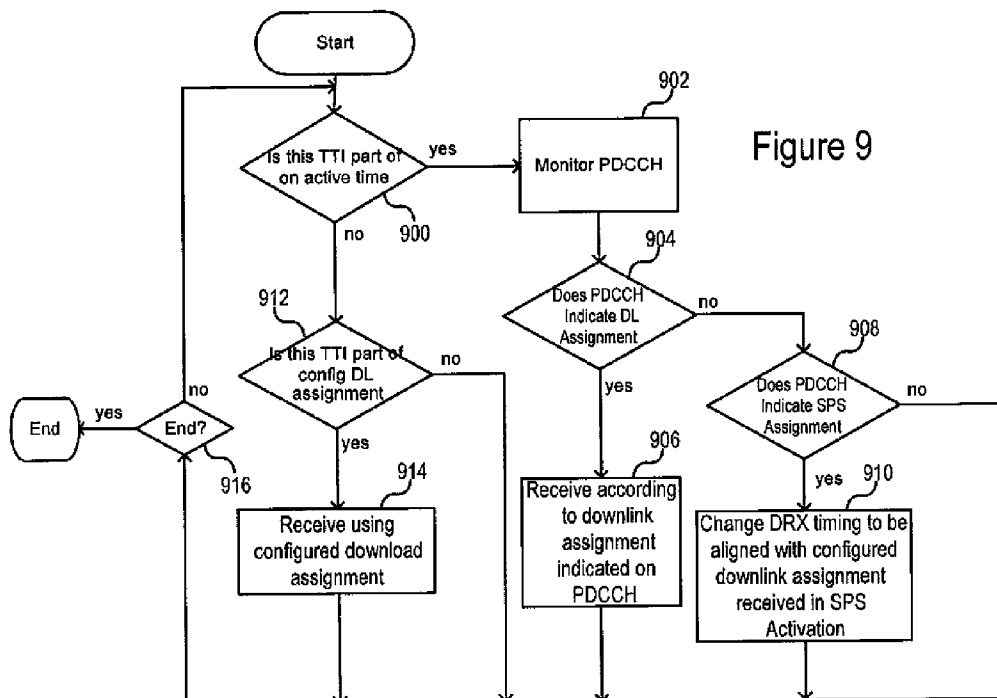 Start
902
Figure 9
Is this TTI part of
on active time
yes
Monitor PDCCH
900
no
904
912
Does PDCCH
Indicate DL
Assignment
no
908
Is this TTI part of
config DL
assignment
no
no
yes
Does PDCCH
Indicate SPS
Assignment
no
End
yes
End?
yes
906
916
914
yes
910
Receive using
configured download
assignment
Receive according
to downlink
assignment
indicated on
PDCCH
Change DRX timing to be
aligned with configured
downlink assignment
received in SPS
Activation